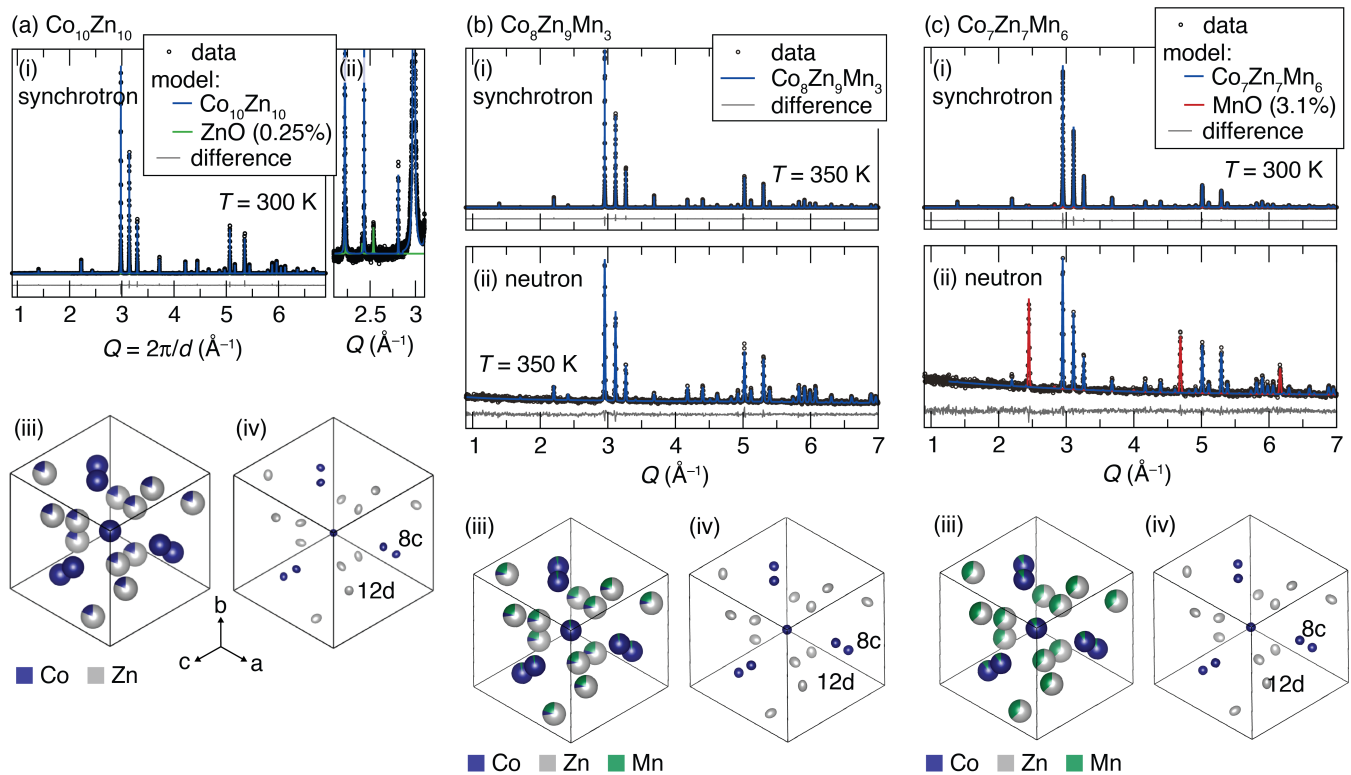 (a) Co10Zn10
(i)
synchrotron
data
model:
Co10Zn10
ZnO (0.25%)
difference
T = 300 K
1 2 3 4 5 6
Q = 2π/d (Å–1)
(ii)
2.5 3
Q (Å–1)
(iii)
(iv)
8c
12d
b
c a
Co Zn
(b) Co8Zn9Mn3
(i)
synchrotron
data
Co8Zn9Mn3
difference
T = 350 K
(ii) neutron
T = 350 K
1 2 3 4 5 6 7
Q (Å–1)
(iii)
(iv)
8c
12d
Co Zn Mn
(c) Co7Zn7Mn6
(i)
synchrotron
data
model:
Co7Zn7Mn6
MnO (3.1%)
difference
T = 300 K
(ii) neutron
1 2 3 4 5 6 7
Q (Å–1)
(iii)
(iv)
8c
12d
Co Zn Mn